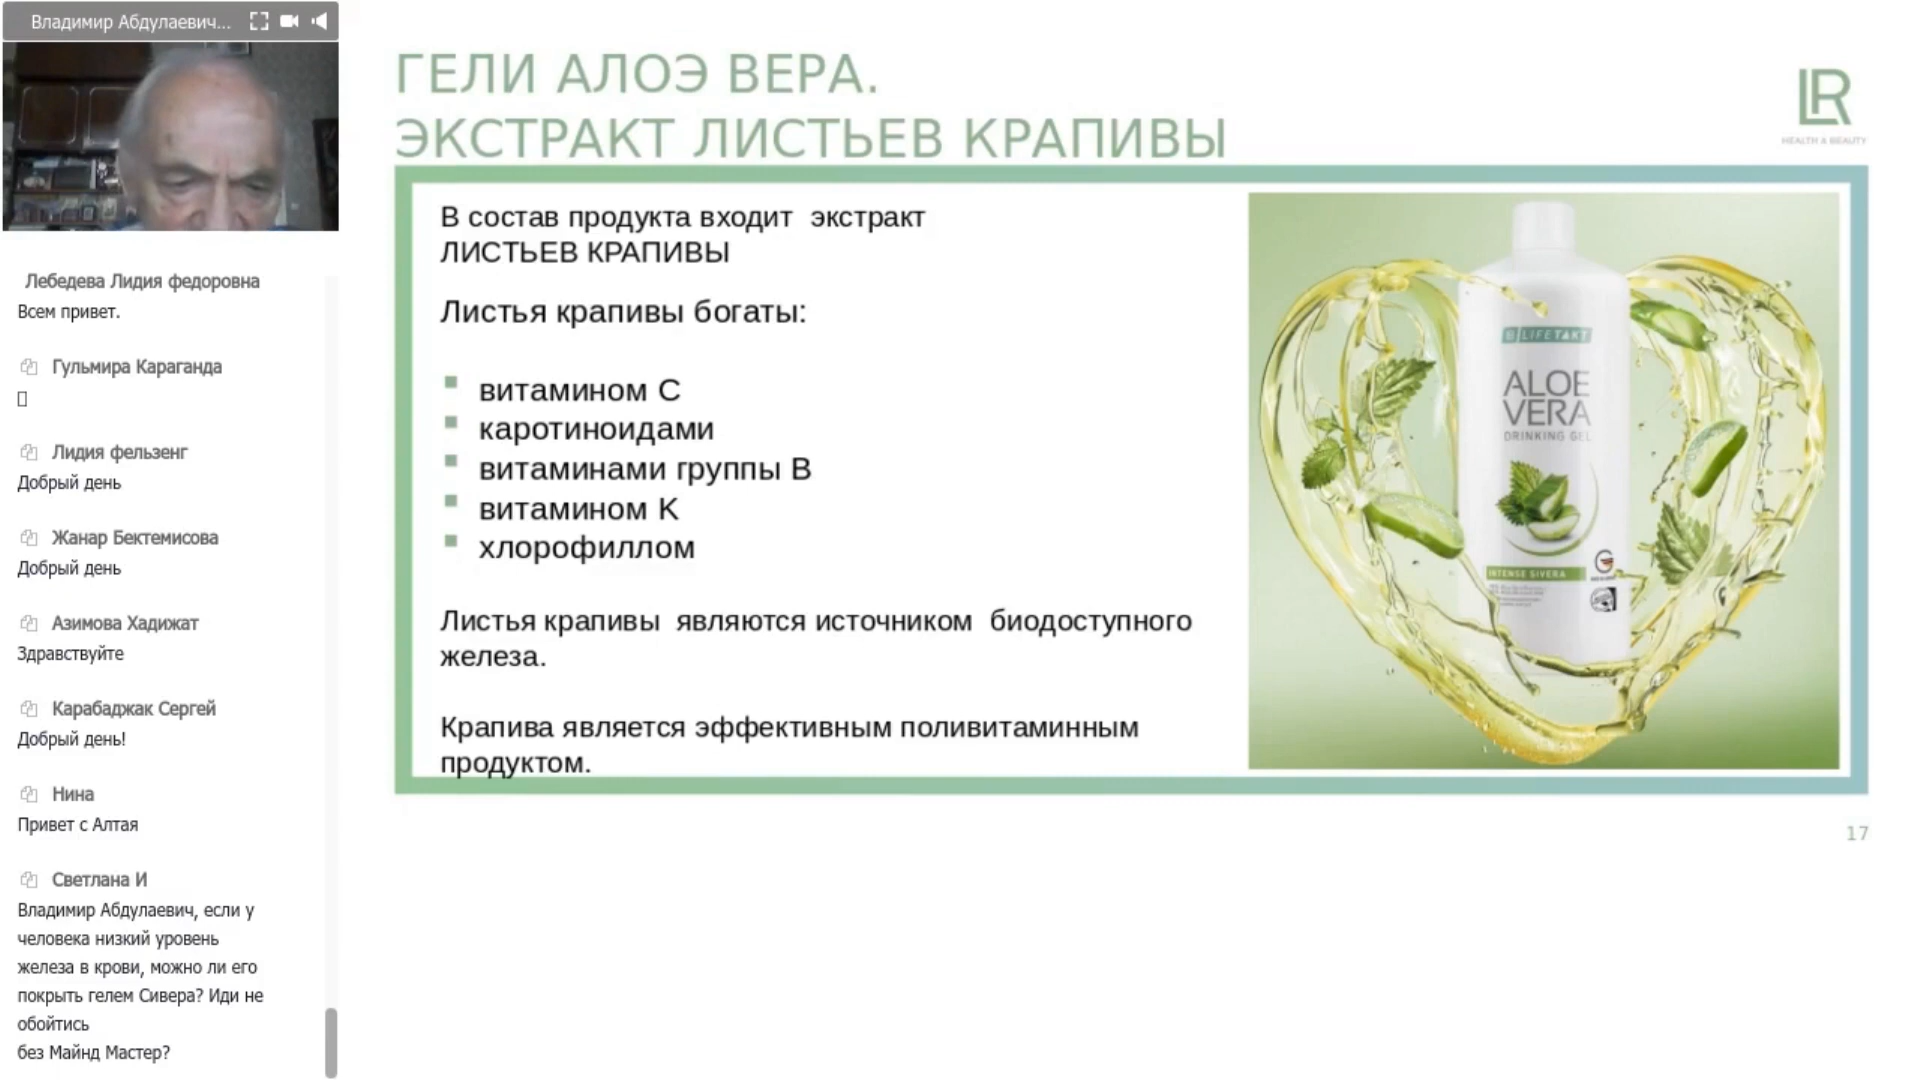 Владимир Абдулаевич...
Лебедева Лидия федоровна
Всем привет.
Гульмира Караганда
Лидия фельзенг
Добрый день
Жанар Бектемисова
Добрый день
Азимова Хадижат
Здравствуйте
Карабаджак Сергей
Добрый день!
Нина
Привет с Алтая
Светлана И
Владимир Абдулаевич, если у
человека низкий уровень
железа в крови, можно ли его
покрыть гелем Сивера? Иди не
обойтись
без Майнд Мастер?
ГЕЛИ АЛОЭ ВЕРА.
ЭКСТРАКТ ЛИСТЬЕВ КРАПИВЫ
LR
HEALTH & BEAUTY
В состав продукта входит экстракт
ЛИСТЬЕВ КРАПИВЫ
Листья крапивы богаты:
витамином С
каротиноидами
витаминами группы В
витамином К
хлорофиллом
Листья крапивы являются источником биодоступного
железа.
Крапива является эффективным поливитаминным
продуктом.
LIFETAKT
ALOE
VERA
DRINKING GEL
INTENSE SIVERA
17